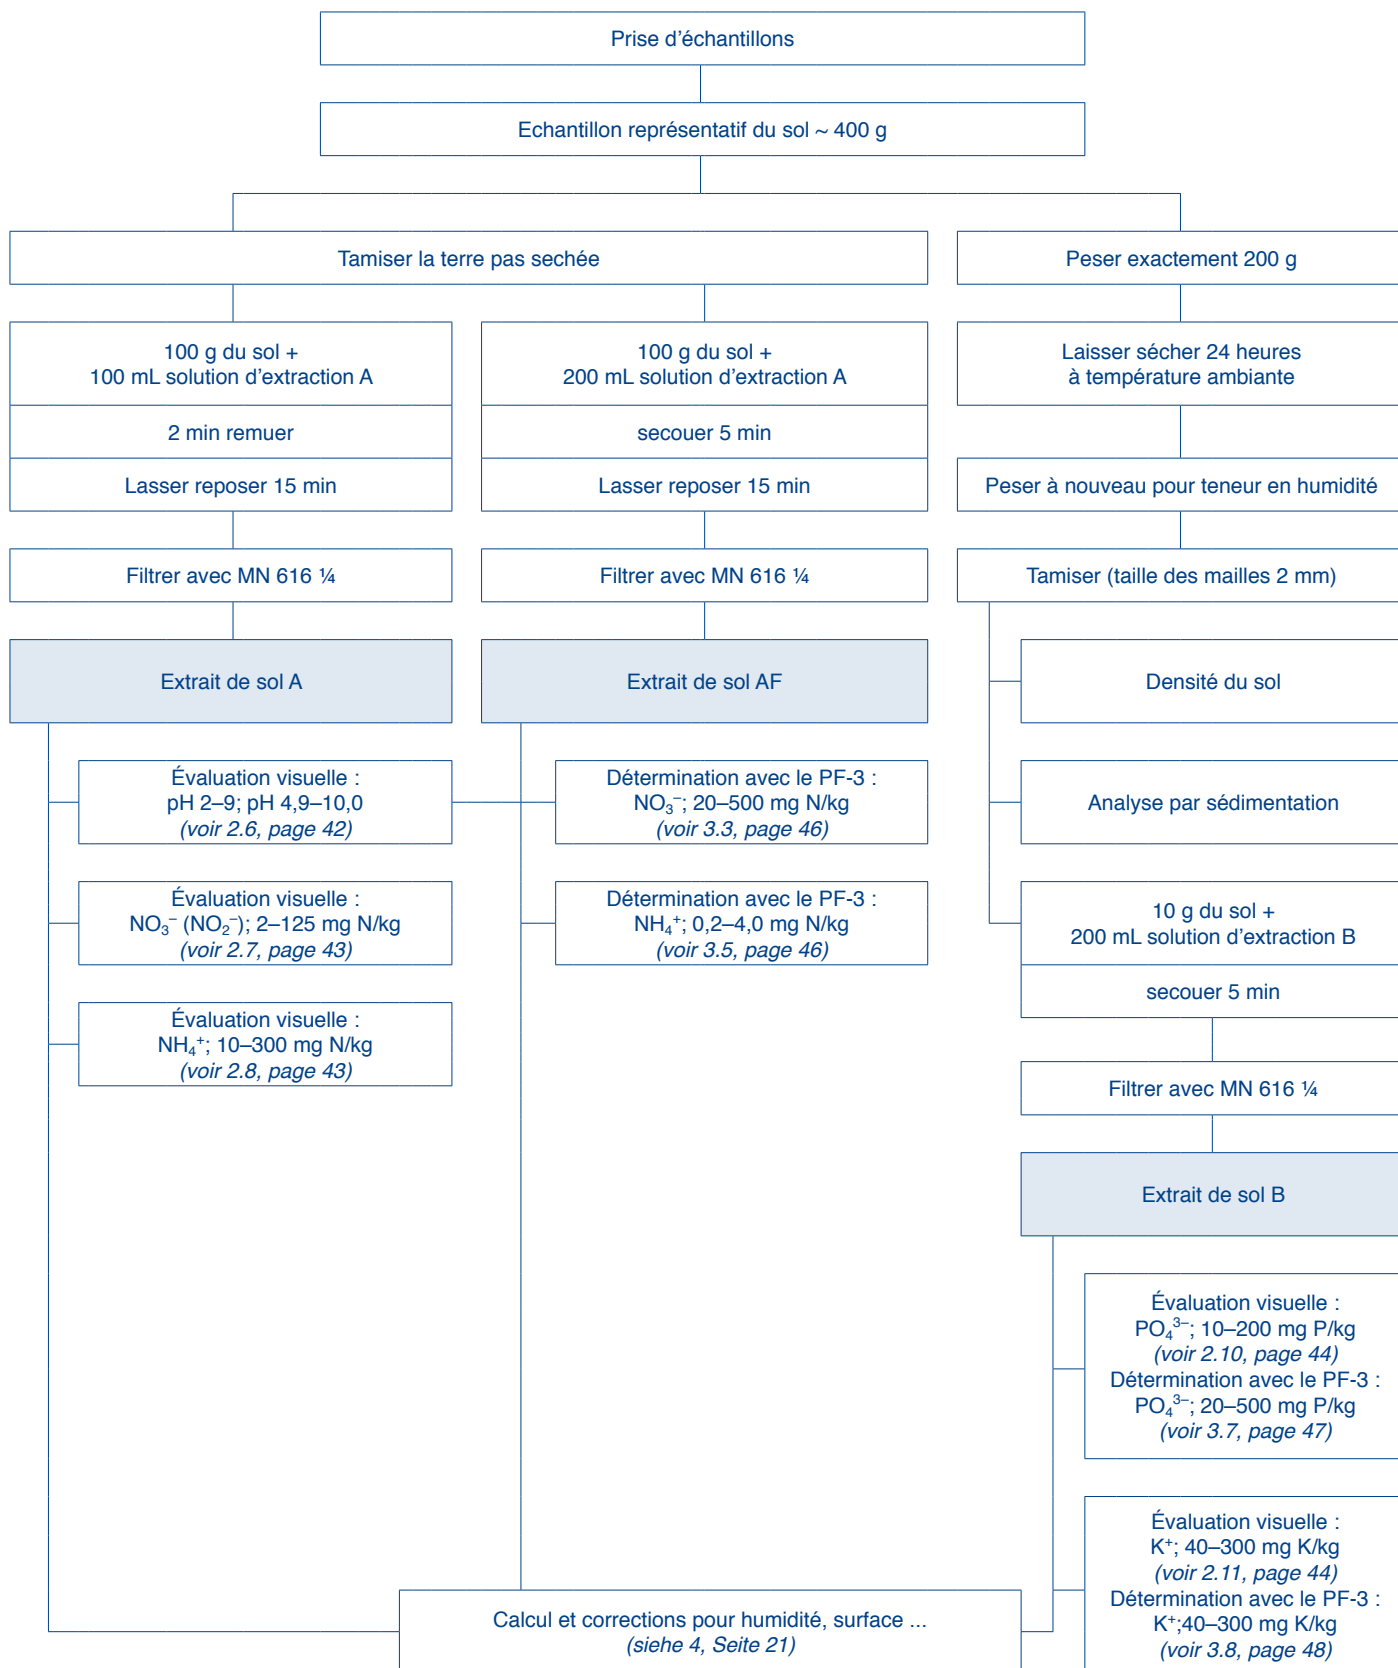 Prise d'échantillons
Echantillon représentatif du sol ~ 400 g
Tamiser la terre pas sechée
Peser exactement 200 g
100 g du sol +
100 mL solution d'extraction A
2 min remuer
Lasser reposer 15 min
Filtrer avec MN 616 ¼
Extrait de sol A
Évaluation visuelle :
pH 2–9; pH 4,9–10,0
(voir 2.6, page 42)
Évaluation visuelle :
NO₃⁻ (NO₂⁻); 2–125 mg N/kg
(voir 2.7, page 43)
Évaluation visuelle :
NH₄⁺; 10–300 mg N/kg
(voir 2.8, page 43)
100 g du sol +
200 mL solution d'extraction A
secouer 5 min
Lasser reposer 15 min
Filtrer avec MN 616 ¼
Extrait de sol AF
Détermination avec le PF-3 :
NO₃⁻; 20–500 mg N/kg
(voir 3.3, page 46)
Détermination avec le PF-3 :
NH₄⁺; 0,2–4,0 mg N/kg
(voir 3.5, page 46)
Laisser sécher 24 heures
à température ambiante
Peser à nouveau pour teneur en humidité
Tamiser (taille des mailles 2 mm)
Densité du sol
Analyse par sédimentation
10 g du sol +
200 mL solution d'extraction B
secouer 5 min
Filtrer avec MN 616 ¼
Extrait de sol B
Évaluation visuelle :
PO₄³⁻; 10–200 mg P/kg
(voir 2.10, page 44)
Détermination avec le PF-3 :
PO₄³⁻; 20–500 mg P/kg
(voir 3.7, page 47)
Évaluation visuelle :
K⁺; 40–300 mg K/kg
(voir 2.11, page 44)
Détermination avec le PF-3 :
K⁺;40–300 mg K/kg
(voir 3.8, page 48)
Calcul et corrections pour humidité, surface ...
(siehe 4, Seite 21)